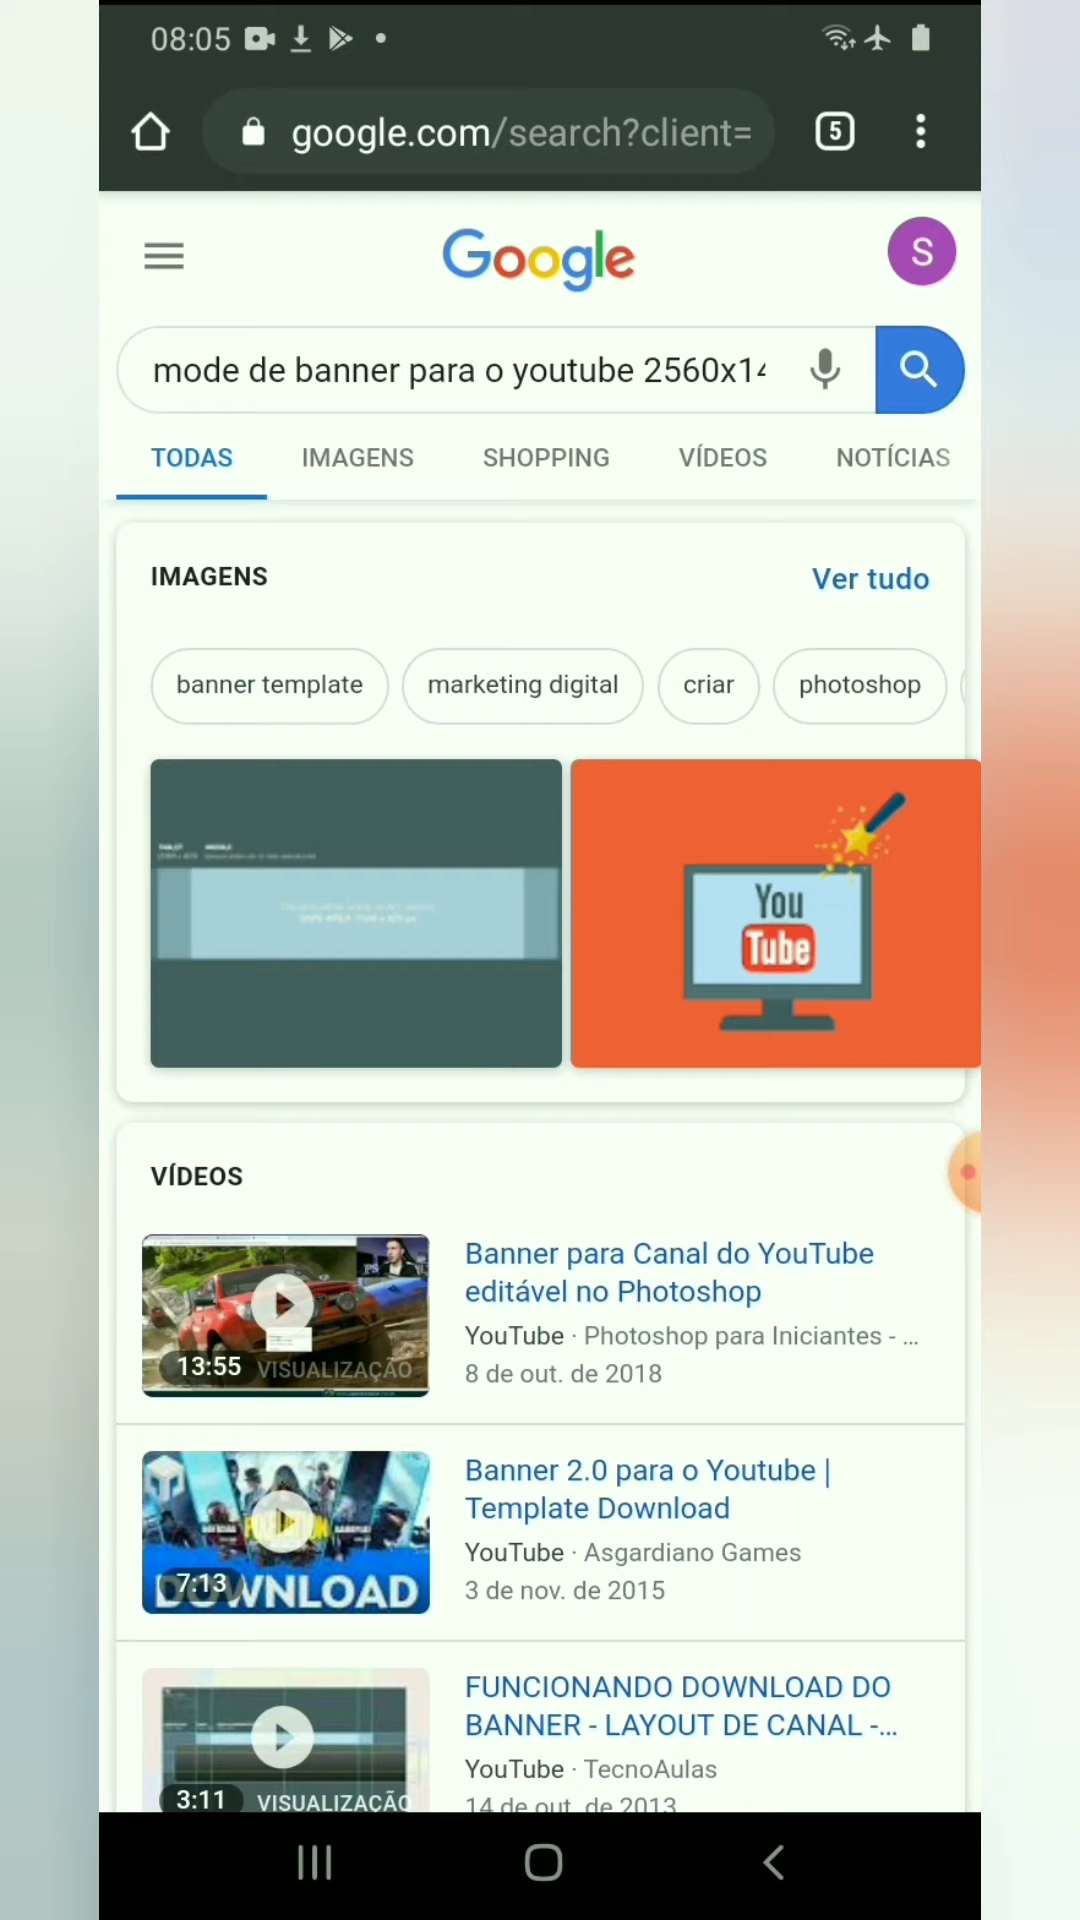 08:05
google.com/search?client=
5
Google
S
mode de banner para o youtube 2560x14
TODAS IMAGENS SHOPPING VÍDEOS NOTÍCIAS
IMAGENS
Ver tudo
banner template
marketing digital
criar
photoshop
You
Tube
VÍDEOS
Banner para Canal do YouTube
editável no Photoshop
YouTube · Photoshop para Iniciantes - ...
8 de out. de 2018
13:55 VISUALIZAÇÃO
Banner 2.0 para o Youtube |
Template Download
YouTube · Asgardiano Games
3 de nov. de 2015
7:13
DOWNLOAD
FUNCIONANDO DOWNLOAD DO
BANNER - LAYOUT DE CANAL -...
YouTube · TecnoAulas
14 de out. de 2013
3:11 VISUALIZAÇÃO